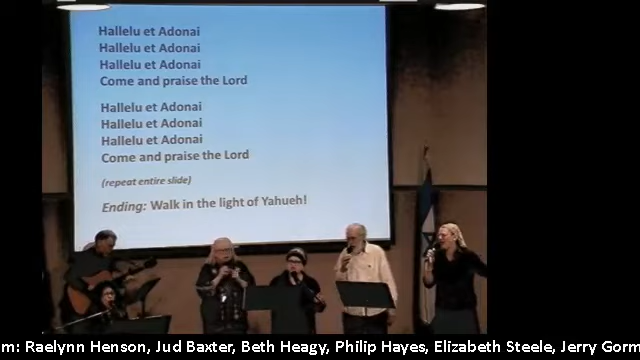 Hallelu et Adonai
Hallelu et Adonai
Hallelu et Adonai
Come and praise the Lord
Hallelu et Adonai
Hallelu et Adonai
Hallelu et Adonai
Come and praise the Lord
(repeat entire slide)
Ending: Walk in the light of Yahueh!
m: Raelynn Henson, Jud Baxter, Beth Heagy, Philip Hayes, Elizabeth Steele, Jerry Gorm